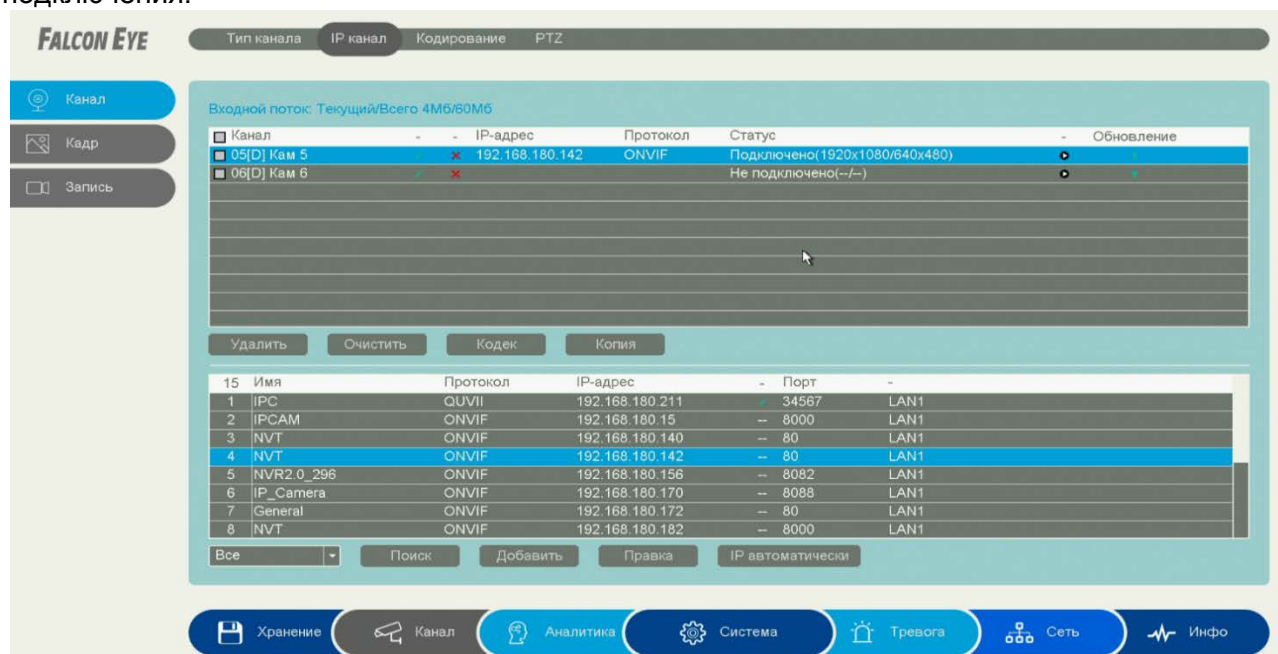 подключения.
FALCON EYE
Тип канала IP канал Кодирование PTZ
Канал
Кадр
Запись
Входной поток: Текущий/Всего 4Мб/60Мб
Канал - - IP-адрес Протокол Статус - Обновление
05[D] Кам 5 192.168.180.142 ONVIF Подключено(1920x1080/640x480)
06[D] Кам 6 Не подключено(--/--)
Удалить Очистить Кодек Копия
15 Имя Протокол IP-адрес - Порт -
1 IPC QUVII 192.168.180.211 34567 LAN1
2 IPCAM ONVIF 192.168.180.15 -- 8000 LAN1
3 NVT ONVIF 192.168.180.140 -- 80 LAN1
4 NVT ONVIF 192.168.180.142 -- 80 LAN1
5 NVR2.0_296 ONVIF 192.168.180.156 -- 8082 LAN1
6 IP_Camera ONVIF 192.168.180.170 -- 8088 LAN1
7 General ONVIF 192.168.180.172 -- 80 LAN1
8 NVT ONVIF 192.168.180.182 -- 8000 LAN1
Все Поиск Добавить Правка IP автоматически
Хранение Канал Аналитика Система Тревога Сеть Инфо